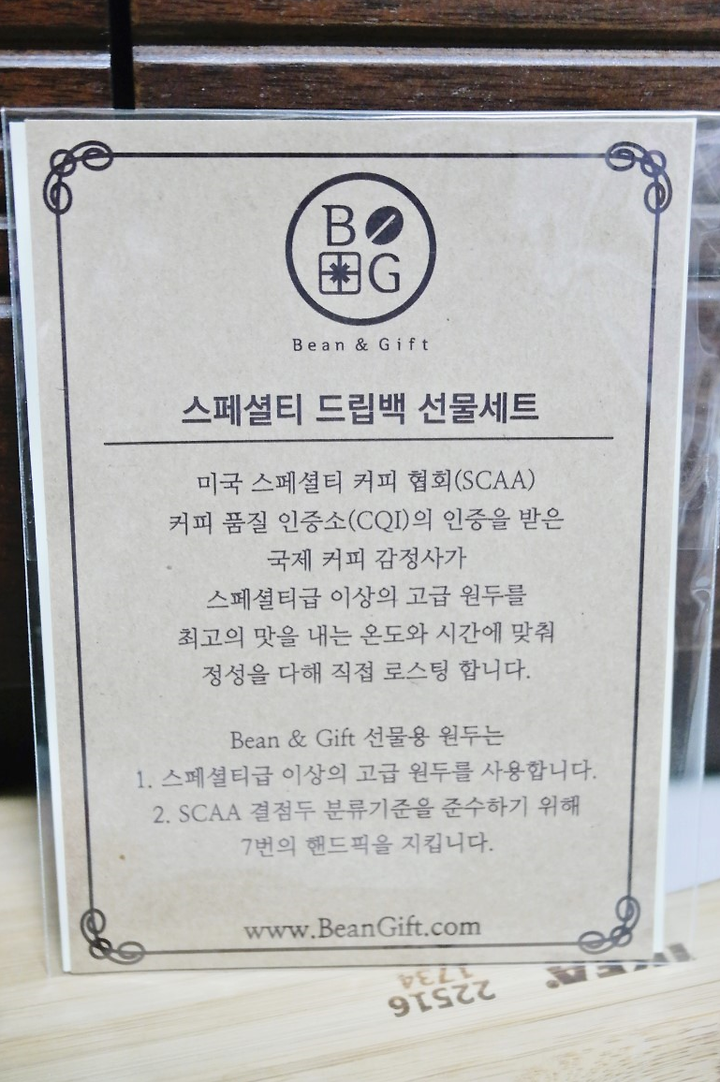 B G
Bean & Gift
스페셜티 드립백 선물세트
미국 스페셜티 커피 협회(SCAA)
커피 품질 인증소(CQI)의 인증을 받은
국제 커피 감정사가
스페셜티급 이상의 고급 원두를
최고의 맛을 내는 온도와 시간에 맞춰
정성을 다해 직접 로스팅 합니다.
Bean & Gift 선물용 원두는
1. 스페셜티급 이상의 고급 원두를 사용합니다.
2. SCAA 결점두 분류기준을 준수하기 위해
7번의 핸드픽을 지킵니다.
www.BeanGift.com
IKEA
22516
1734